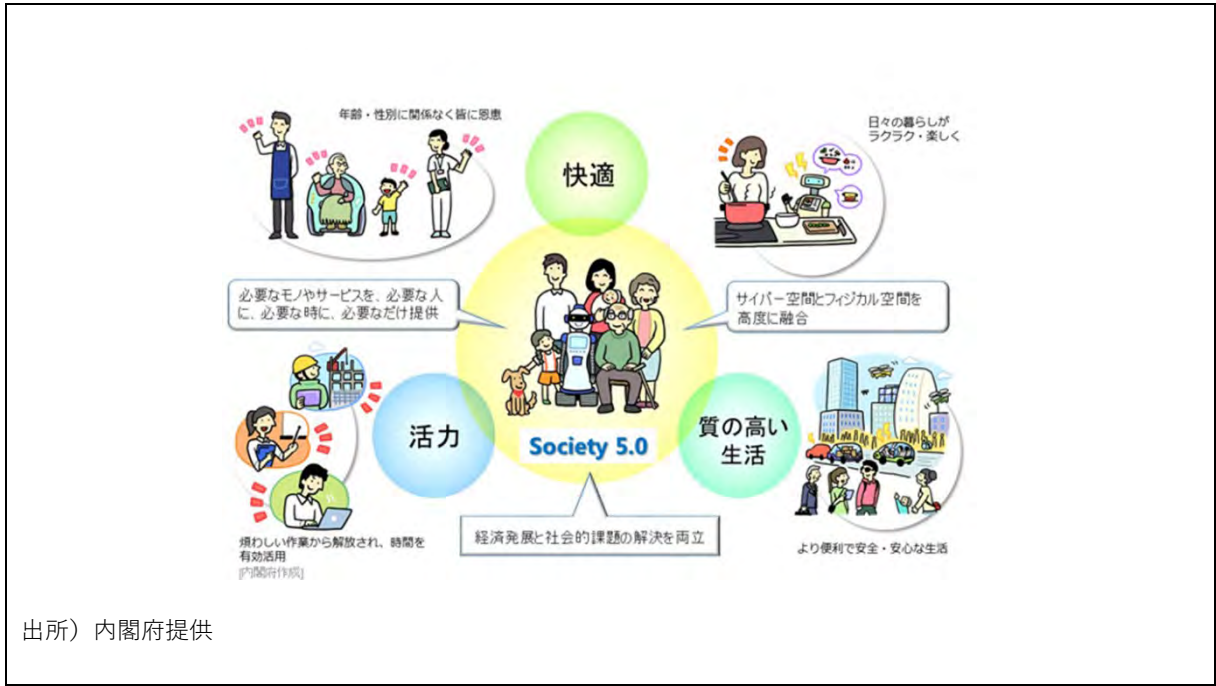 年齢・性別に関係なく皆に恩恵
快適
日々の暮らしが
ラクラク・楽しく
必要なモノやサービスを、必要な人
に、必要な時に、必要なだけ提供
サイバー空間とフィジカル空間を
高度に融合
活力
Society 5.0
質の高い
生活
煩わしい作業から解放され、時間を
有効活用
[内閣府作成]
経済発展と社会的課題の解決を両立
より便利で安全・安心な生活
出所）内閣府提供